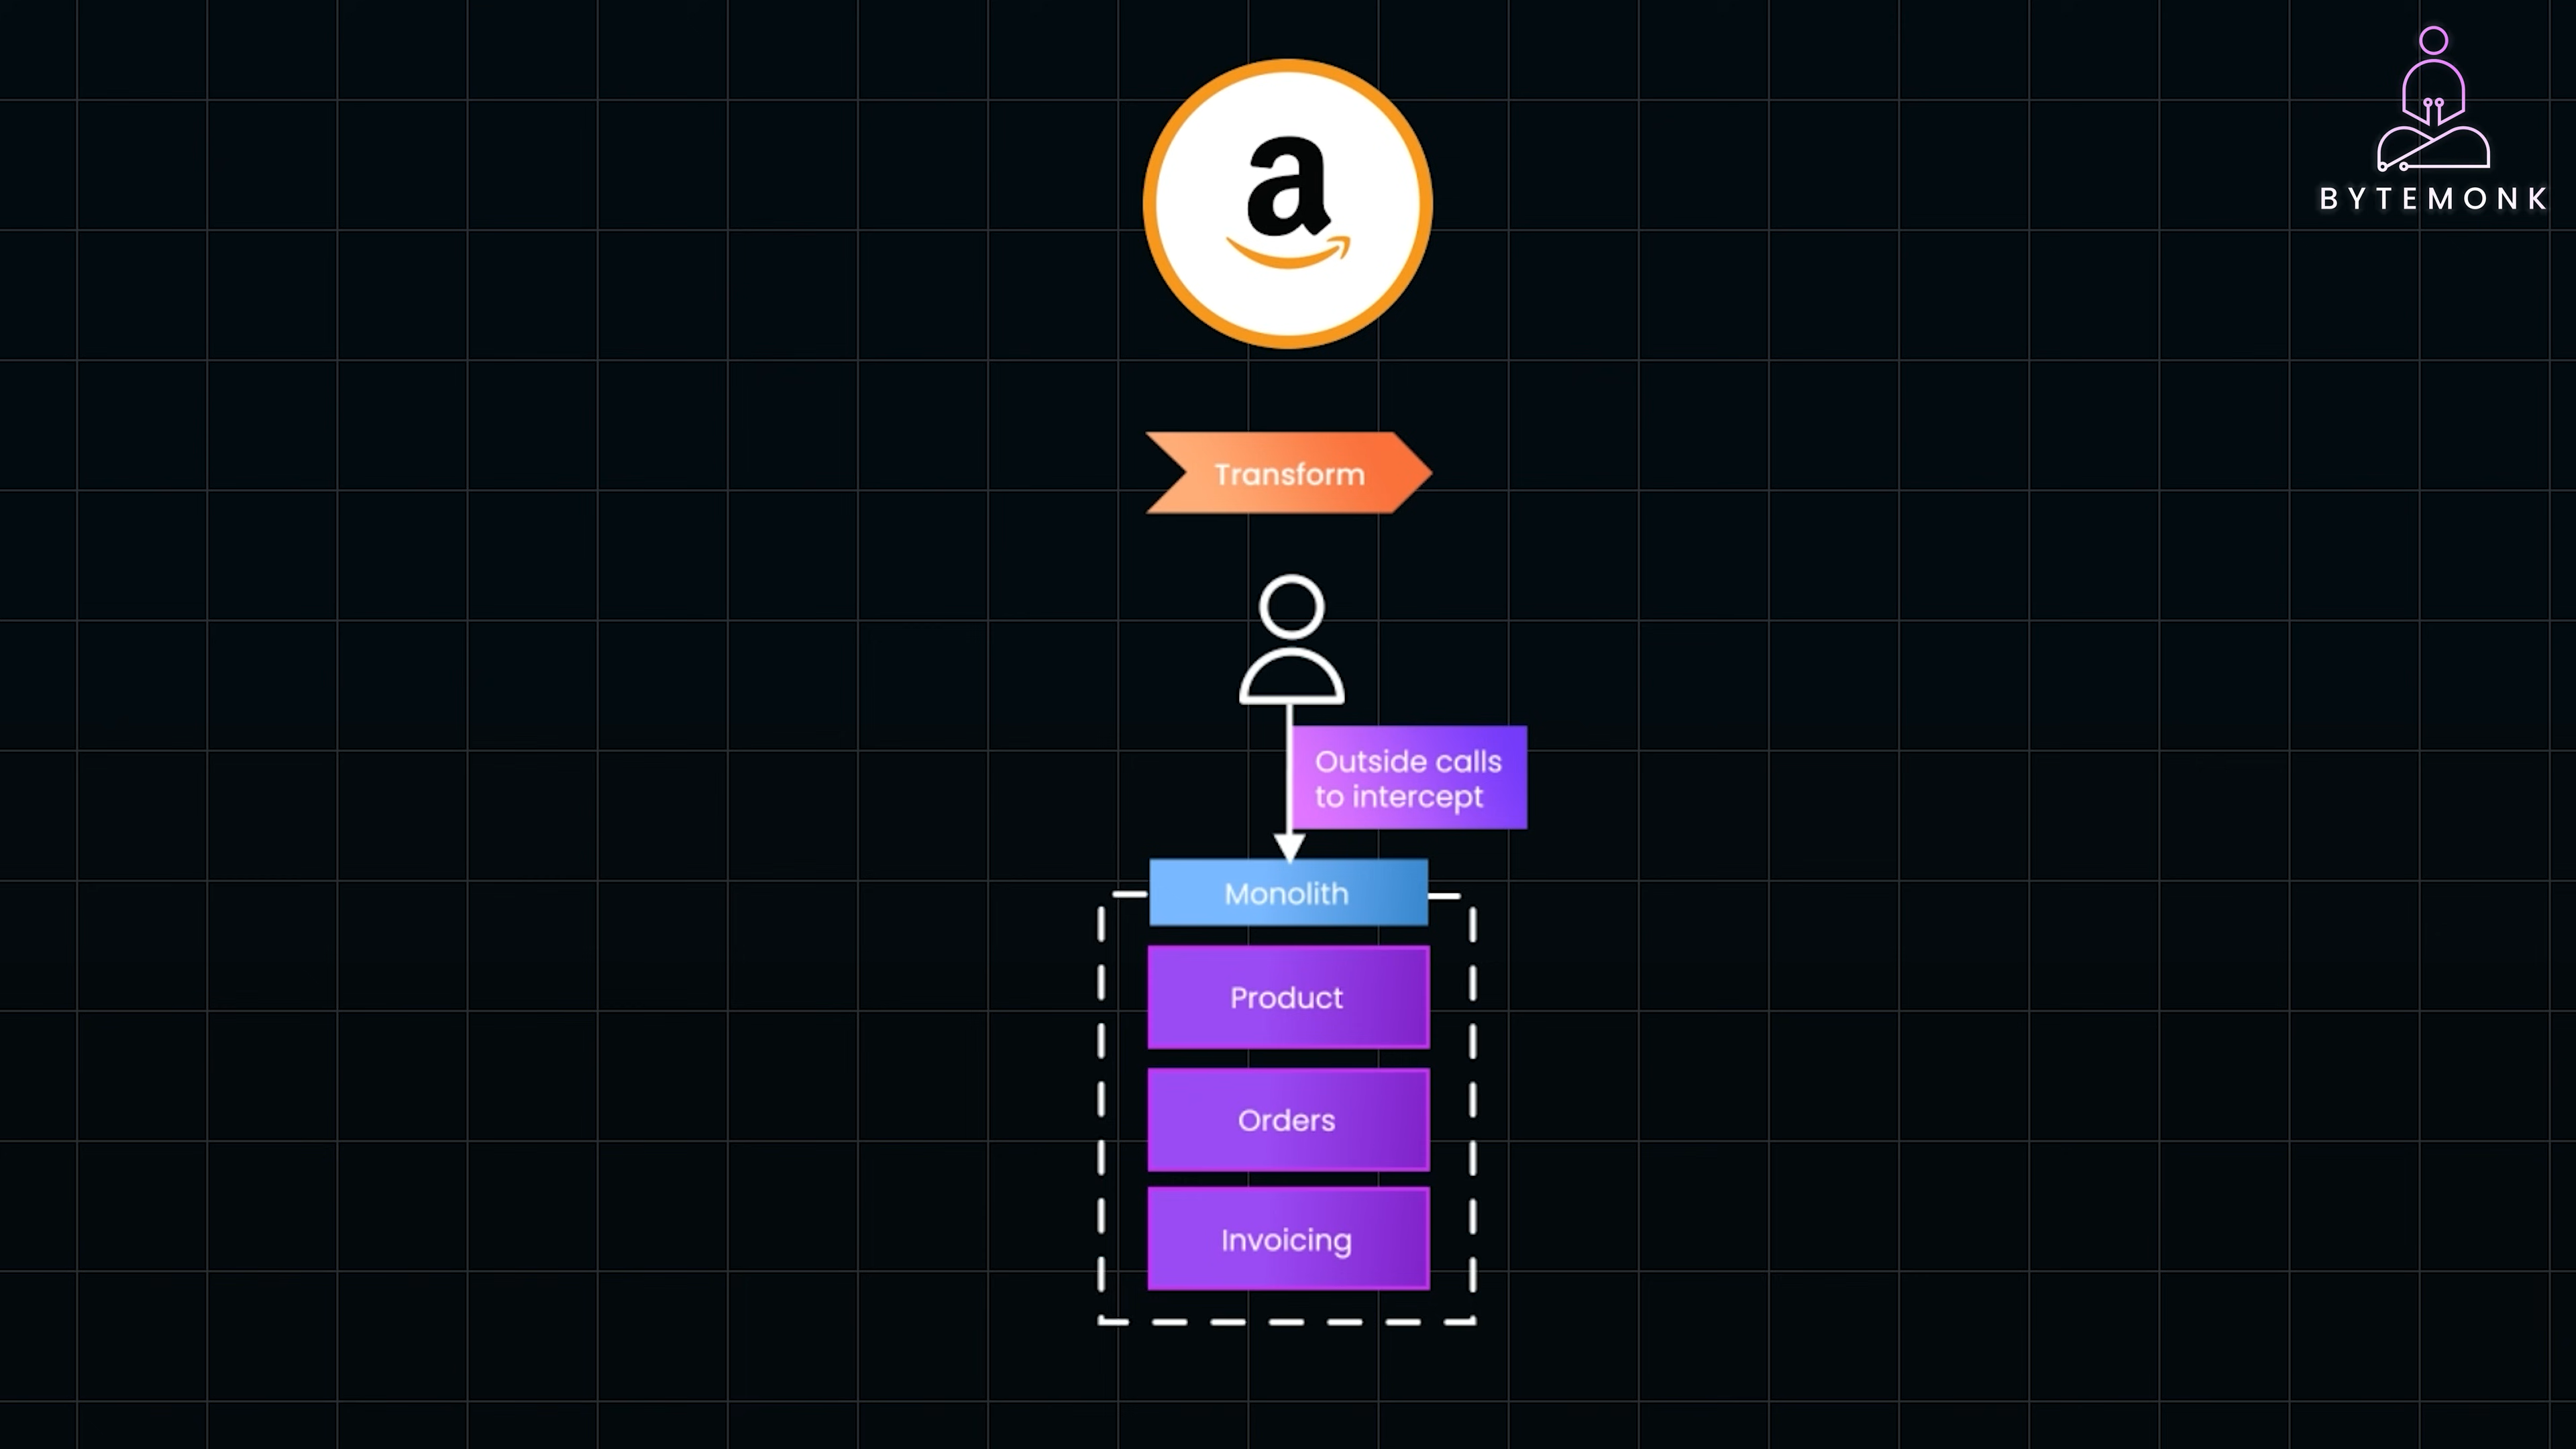 BYTEMONK
a
Transform
Outside calls
to intercept
Monolith
Product
Orders
Invoicing